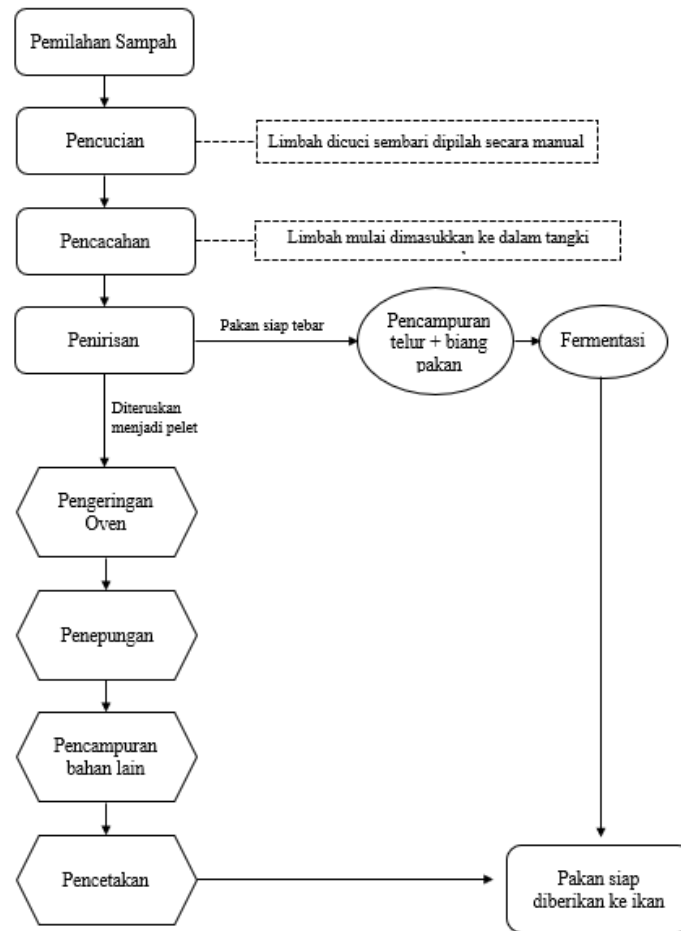 Pemilahan Sampah
Pencucian
Limbah dicuci sembari dipilah secara manual
Pencacahan
Limbah mulai dimasukkan ke dalam tangki
Penirisan
Pakan siap tebar
Pencampuran
telur + biang
pakan
Fermentasi
Diteruskan
menjadi pelet
Pengeringan
Oven
Penepungan
Pencampuran
bahan lain
Pencetakan
Pakan siap
diberikan ke ikan